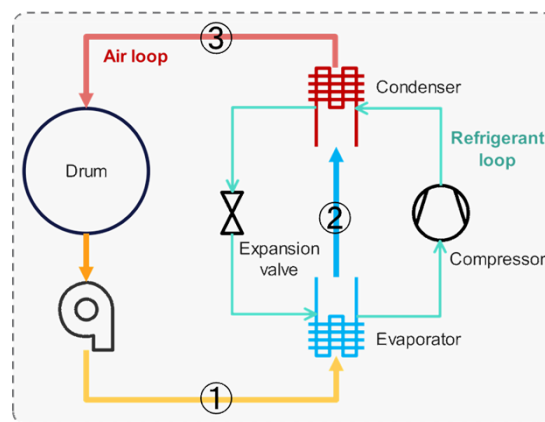 ③
Air loop
Condenser
Refrigerant
loop
Drum
②
Expansion
valve
Compressor
Evaporator
①